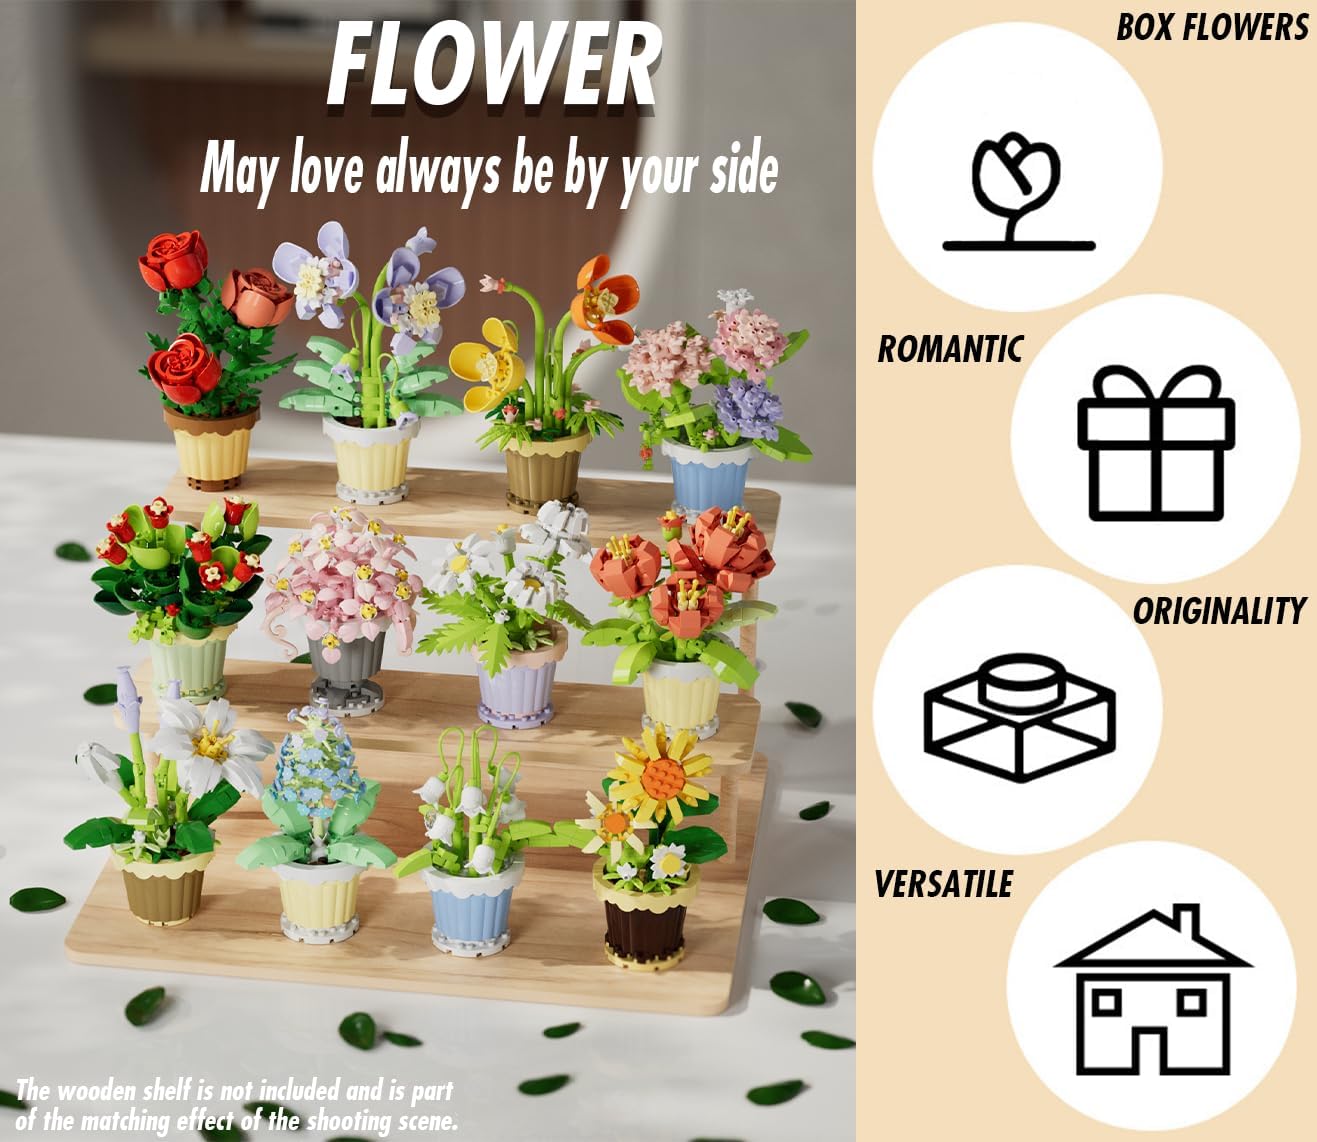 FLOWER
May love always be by your side
BOX FLOWERS
ROMANTIC
ORIGINALITY
VERSATILE
The wooden shelf is not included and is part
of the matching effect of the shooting scene.